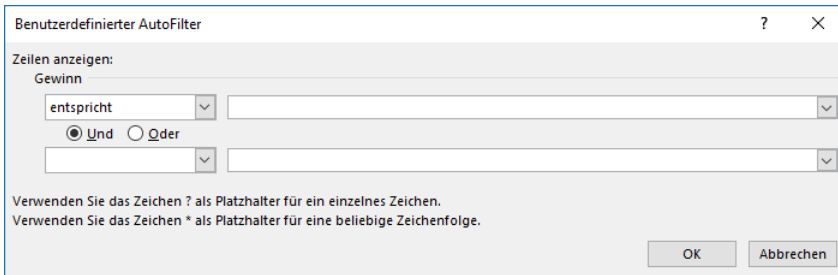 Benutzerdefinierter AutoFilter ?
Zeilen anzeigen:
Gewinn
entspricht
Und Oder
Verwenden Sie das Zeichen ? als Platzhalter für ein einzelnes Zeichen.
Verwenden Sie das Zeichen * als Platzhalter für eine beliebige Zeichenfolge.
OK Abbrechen